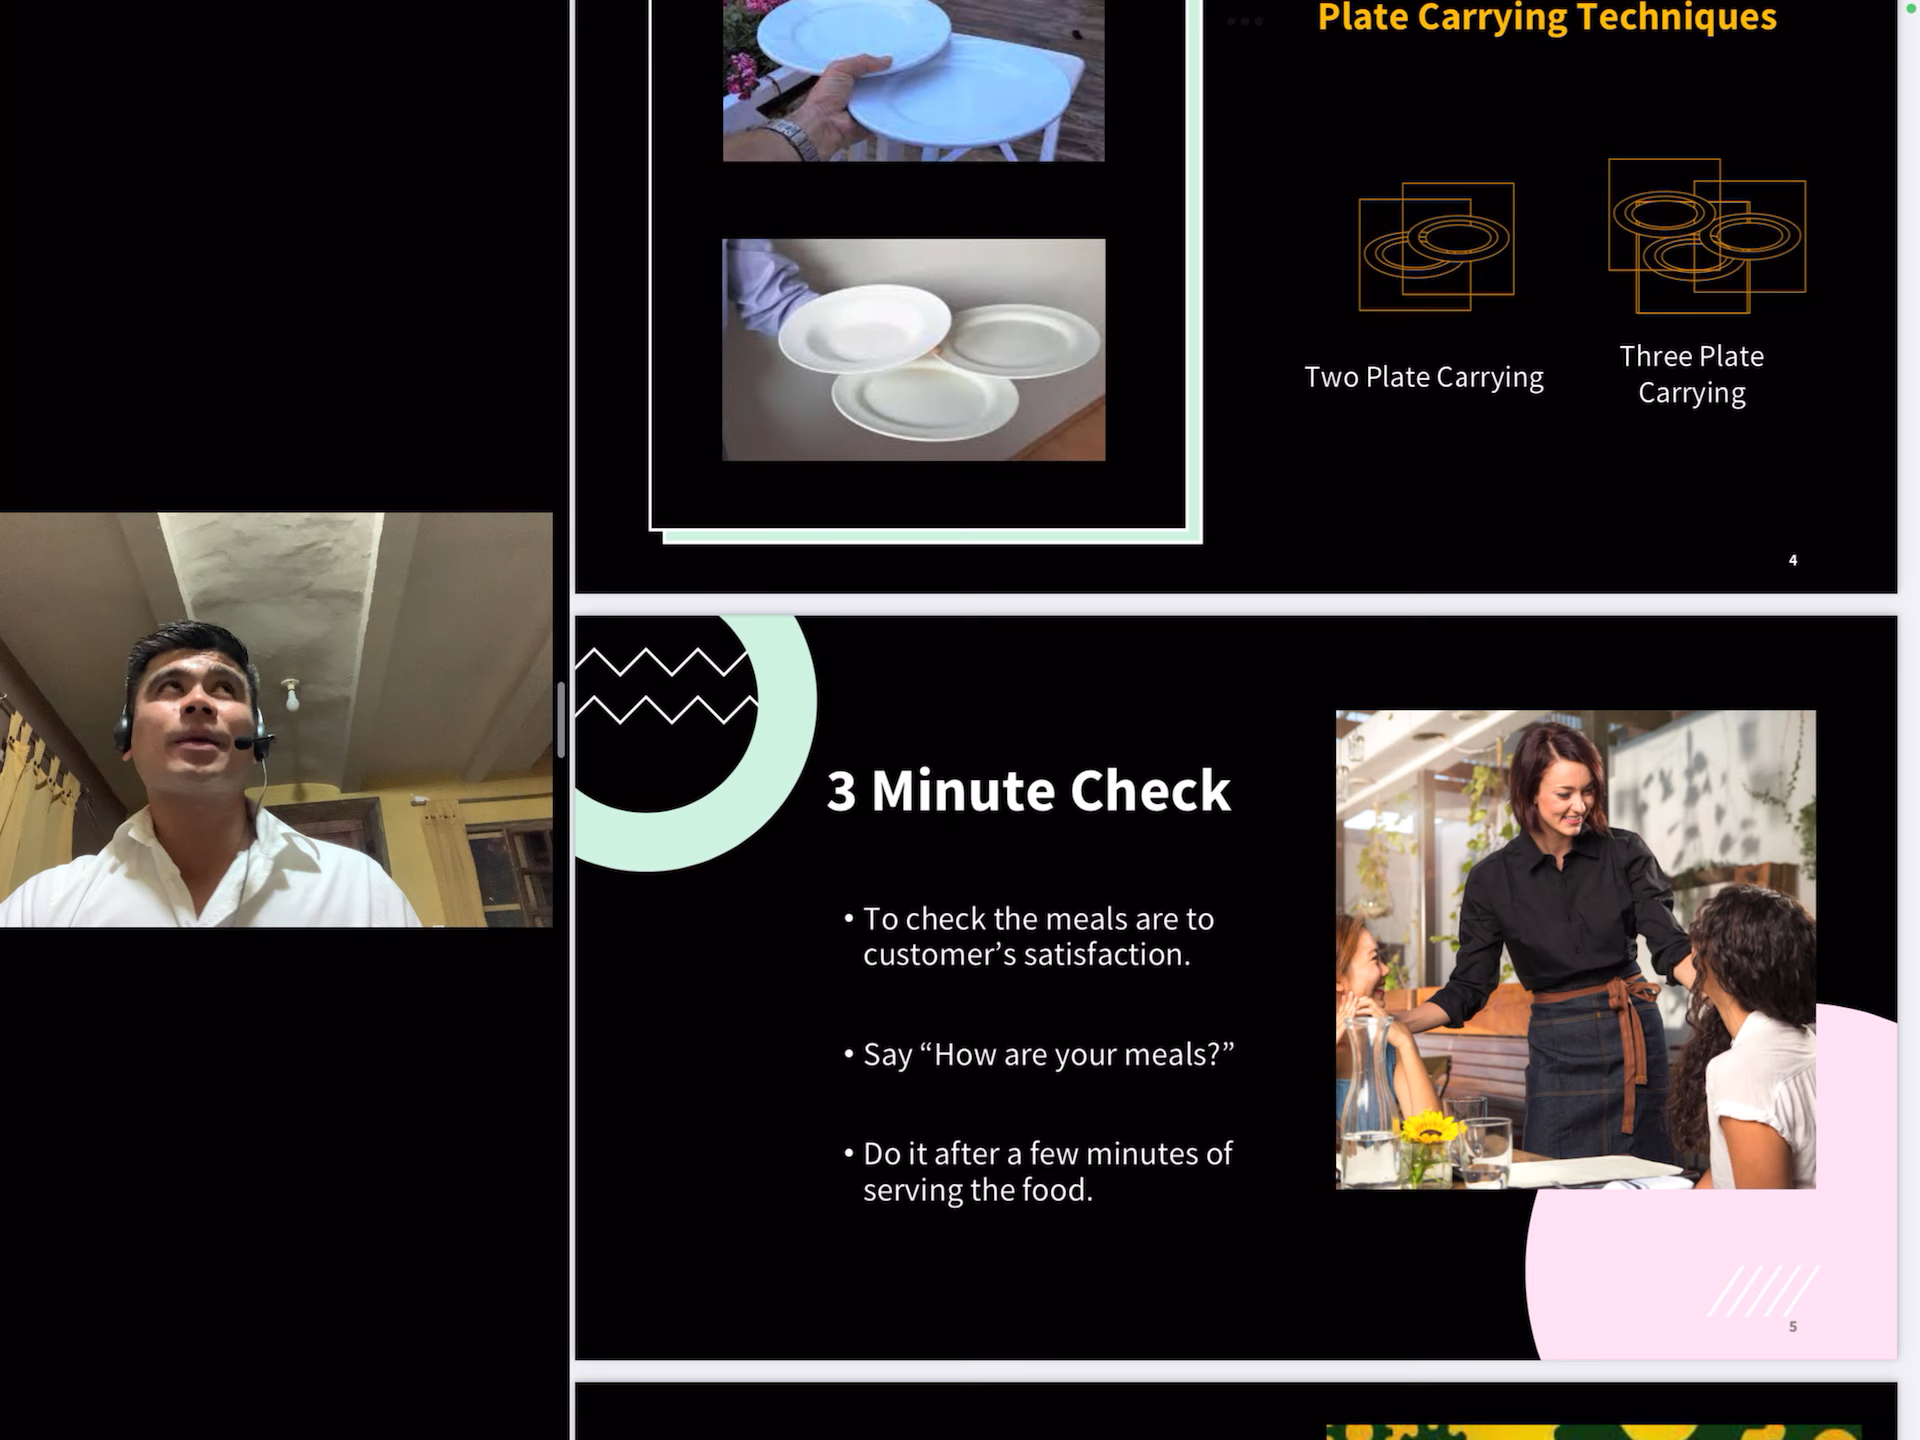 Plate Carrying Techniques
Two Plate Carrying
Three Plate
Carrying
4
3 Minute Check
• To check the meals are to
customer’s satisfaction.
• Say “How are your meals?”
• Do it after a few minutes of
serving the food.
5